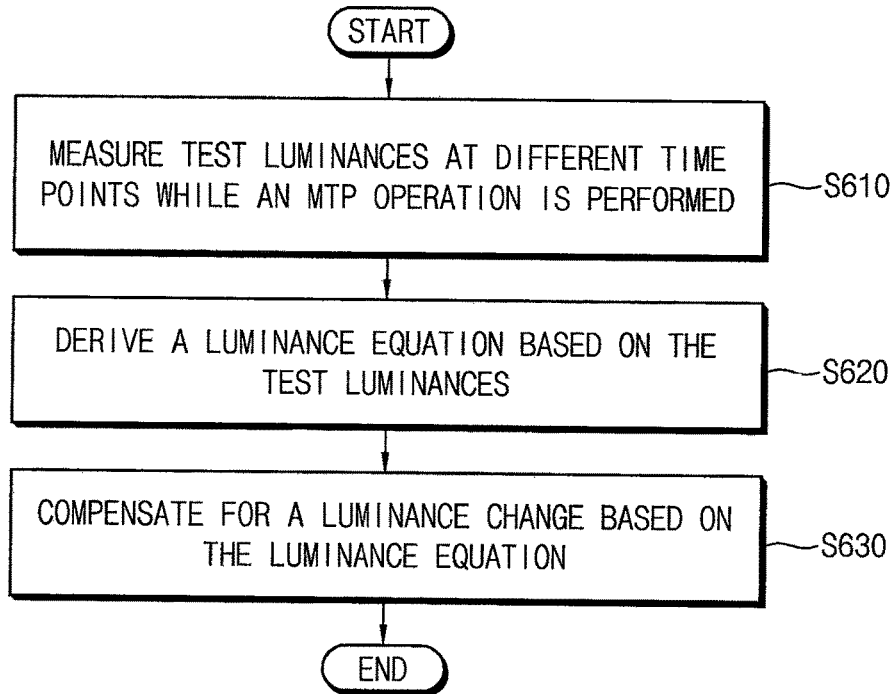 START
MEASURE TEST LUMINANCES AT DIFFERENT TIME
POINTS WHILE AN MTP OPERATION IS PERFORMED
S610
DERIVE A LUMINANCE EQUATION BASED ON THE
TEST LUMINANCES
S620
COMPENSATE FOR A LUMINANCE CHANGE BASED ON
THE LUMINANCE EQUATION
S630
END